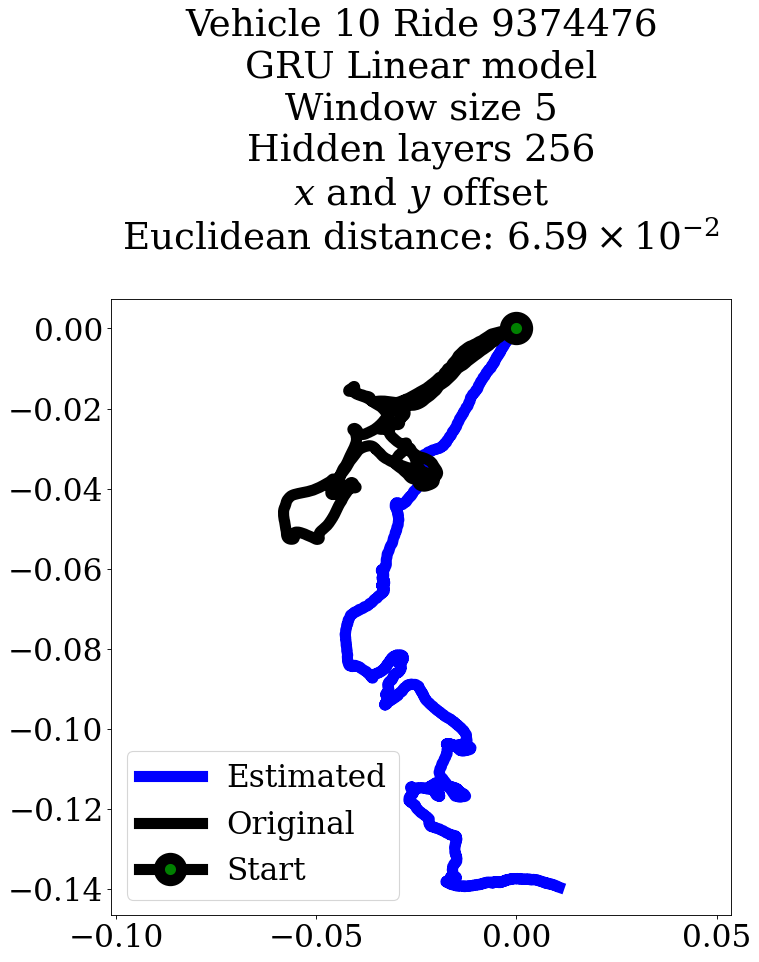 Vehicle 10 Ride 9374476
GRU Linear model
Window size 5
Hidden layers 256
x and y offset
Euclidean distance: 6.59 × 10⁻²
0.00
−0.02
−0.04
−0.06
−0.08
−0.10
−0.12
−0.14
Estimated
Original
Start
−0.10 −0.05 0.00 0.05